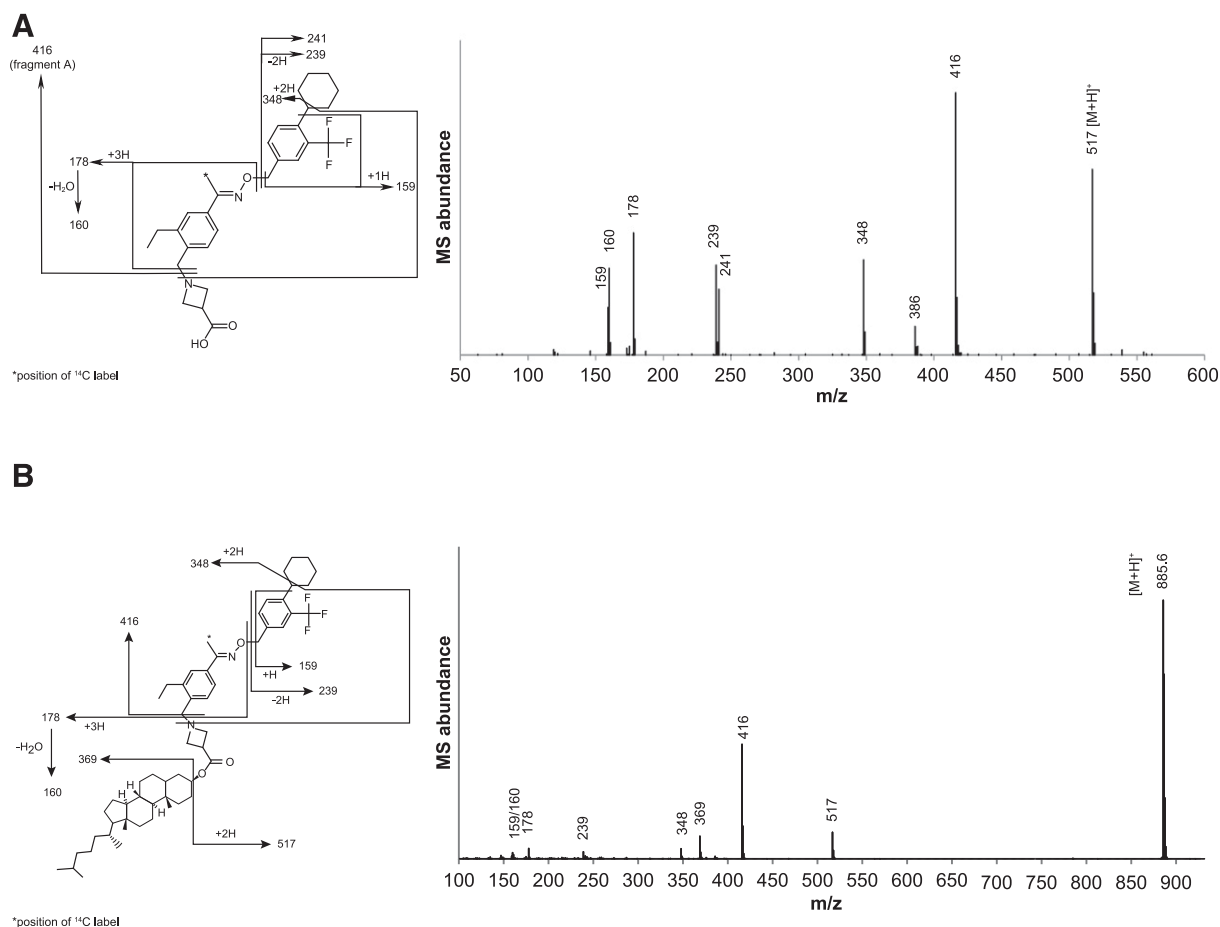 A
416
(fragment A)
241
239
-2H
+2H
348
F
F
F
+3H
178
-H₂O
160
+1H
159
*
O
N
N
O
HO
*position of ¹⁴C label
MS abundance
159
160
178
239
241
348
386
416
517 [M+H]⁺
50 100 150 200 250 300 350 400 450 500 550 600
m/z
B
348
+2H
F
F
F
416
*
O
N
159
+H
239
-2H
178
+3H
-H₂O
160
N
369
O
O
H
H
H
+2H
517
*position of ¹⁴C label
MS abundance
159/160
178
239
348
369
416
517
[M+H]⁺
885.6
100 150 200 250 300 350 400 450 500 550 600 650 700 750 800 850 900
m/z